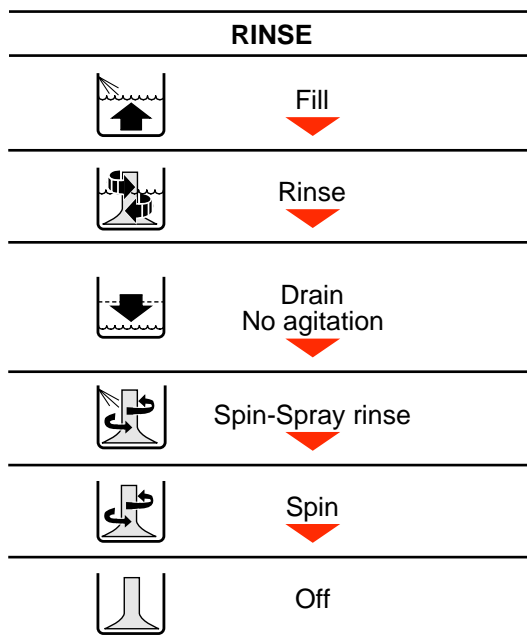 RINSE
Fill
Rinse
Drain
No agitation
Spin-Spray rinse
Spin
Off